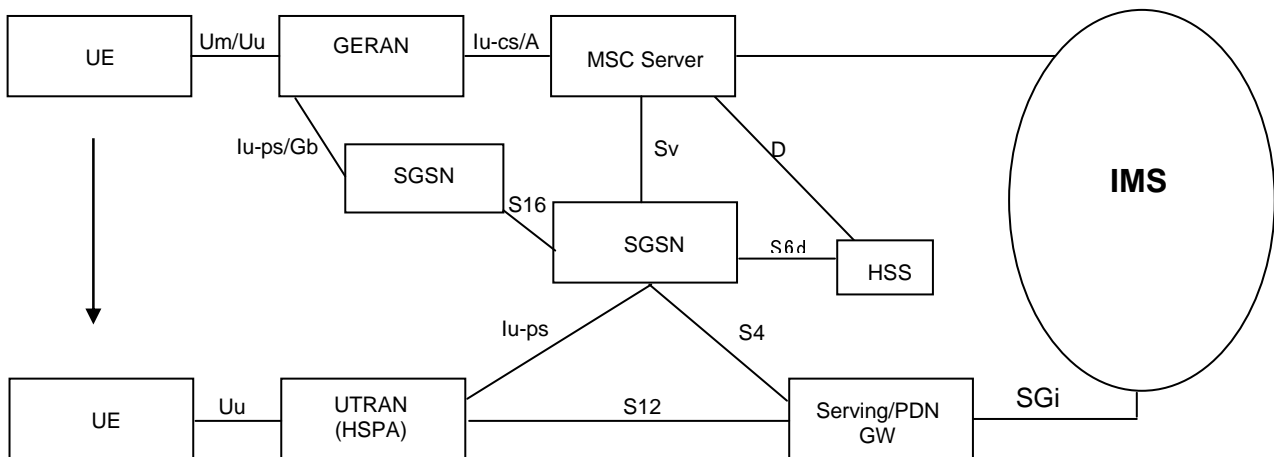 UE
Um/Uu
GERAN
Iu-cs/A
MSC Server
Iu-ps/Gb
SGSN
S16
Sv
D
IMS
SGSN
S6d
HSS
Iu-ps
S4
UE
Uu
UTRAN
(HSPA)
S12
Serving/PDN
GW
SGi